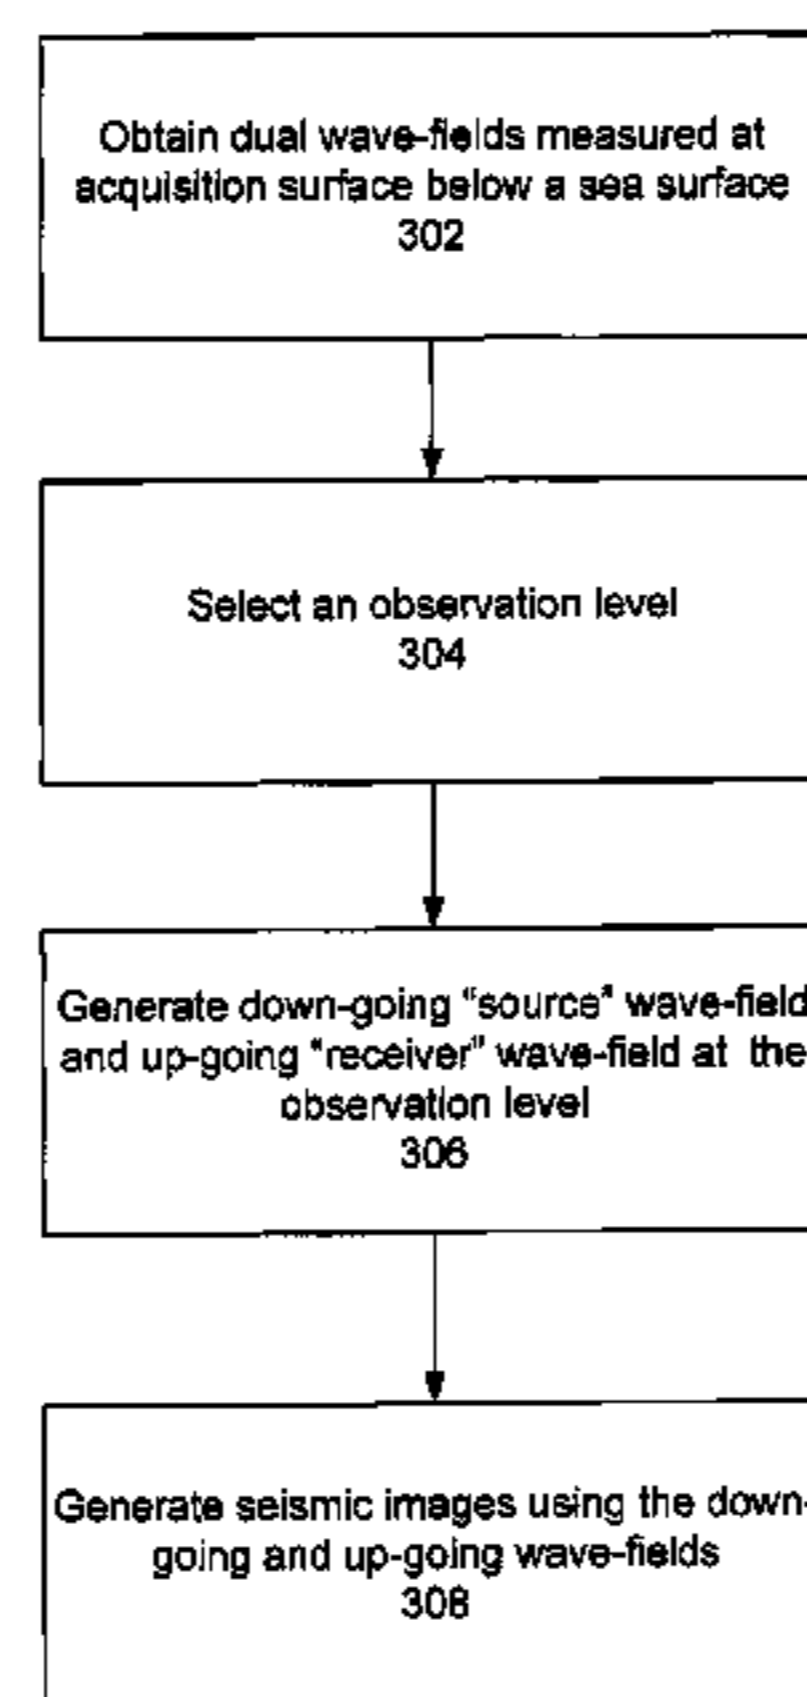 Obtain dual wave-fields measured at
acquisition surface below a sea surface
302
Select an observation level
304
Generate down-going "source" wave-field
and up-going "receiver" wave-field at the
observation level
306
Generate seismic images using the down-
going and up-going wave-fields
308